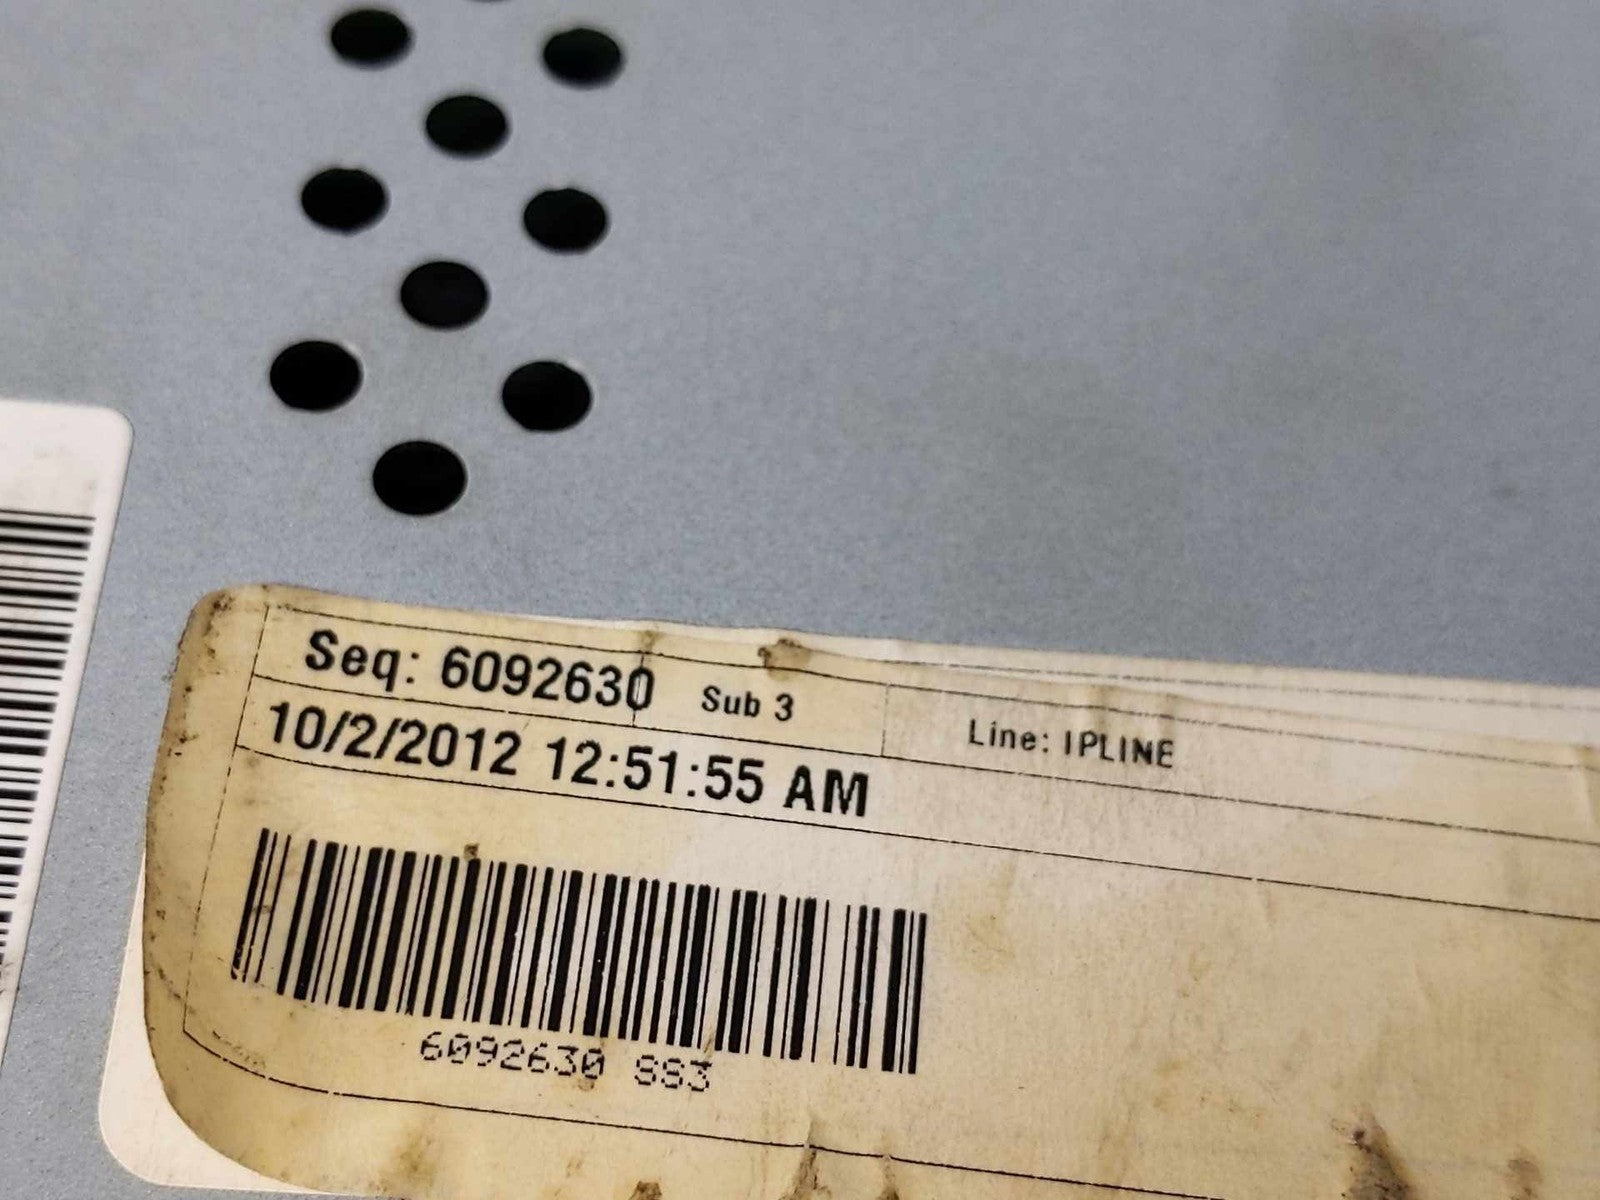 Seq: 6092630 Sub 3 Line: IPLINE
10/2/2012 12:51:55 AM
6092630 SS3